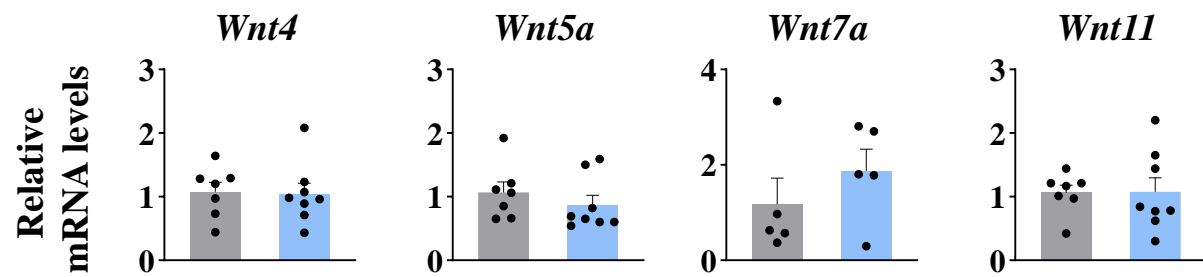 Wnt4 Wnt5a Wnt7a Wnt11
Relative
mRNA levels
3 3 4 3
2 2 2
2
1 1 1
0 0 0 0